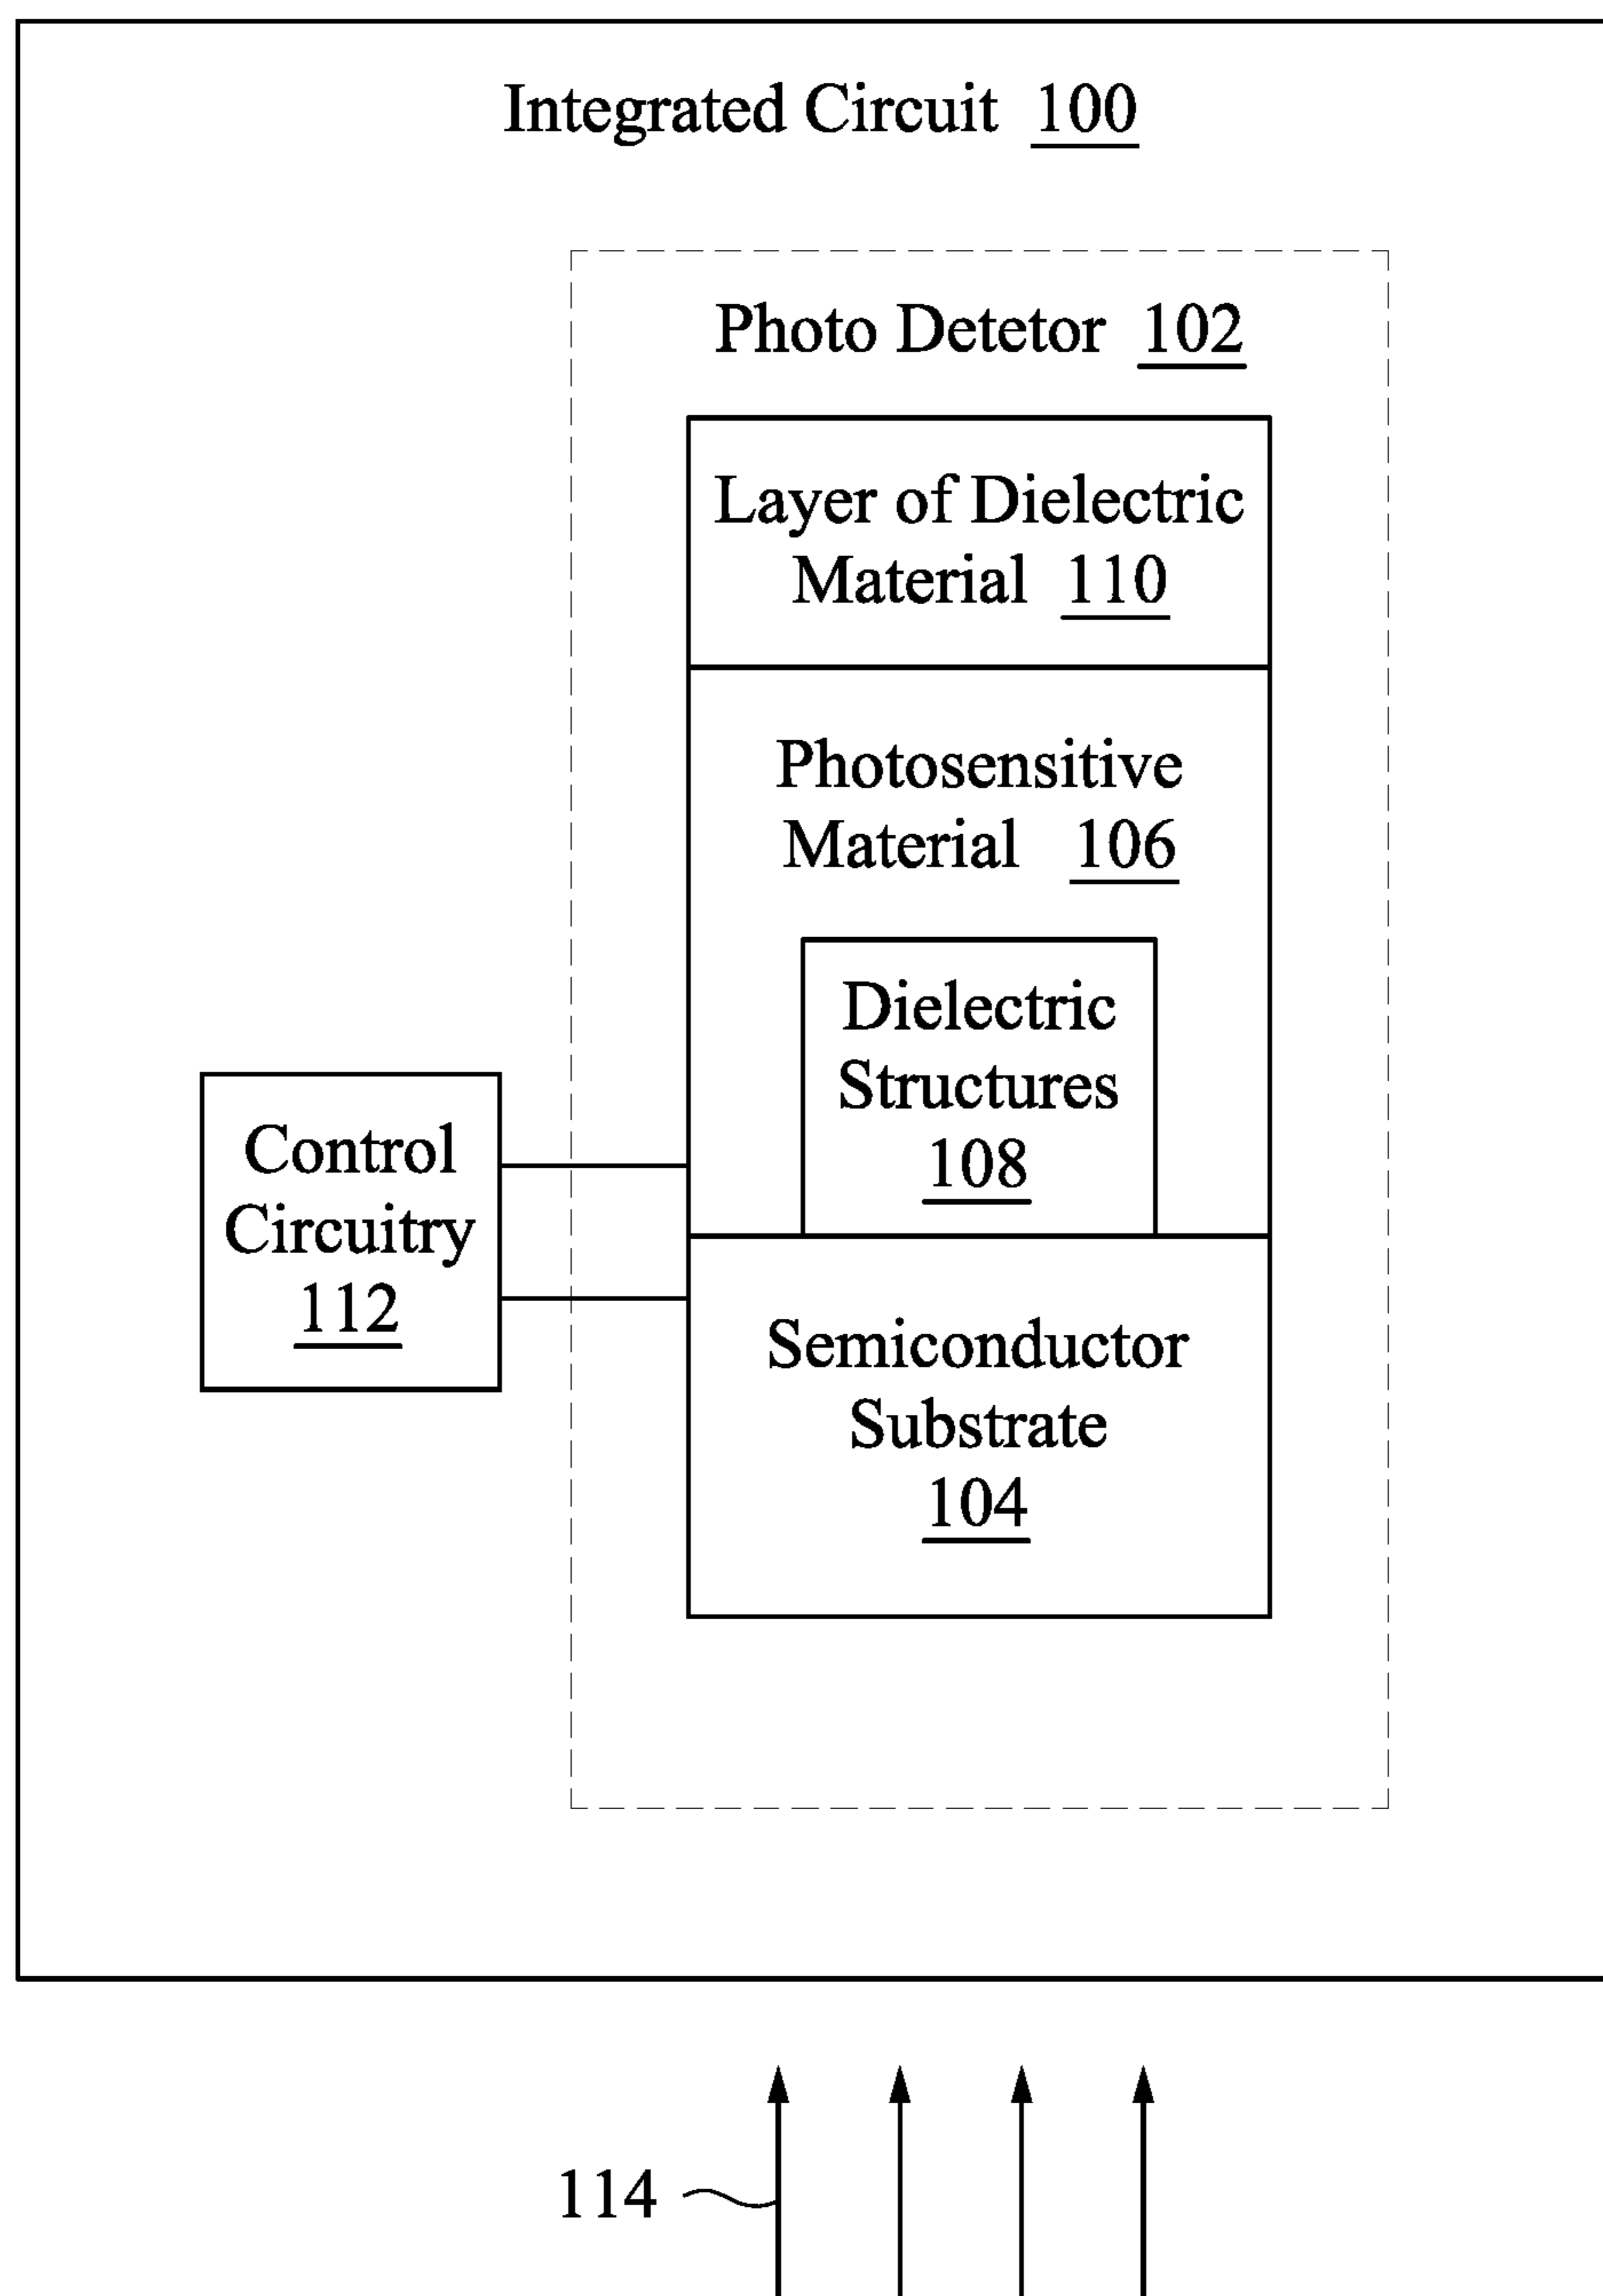 Integrated Circuit 100
Photo Detetor 102
Layer of Dielectric
Material 110
Photosensitive
Material 106
Dielectric
Structures
108
Control
Circuitry
112
Semiconductor
Substrate
104
114